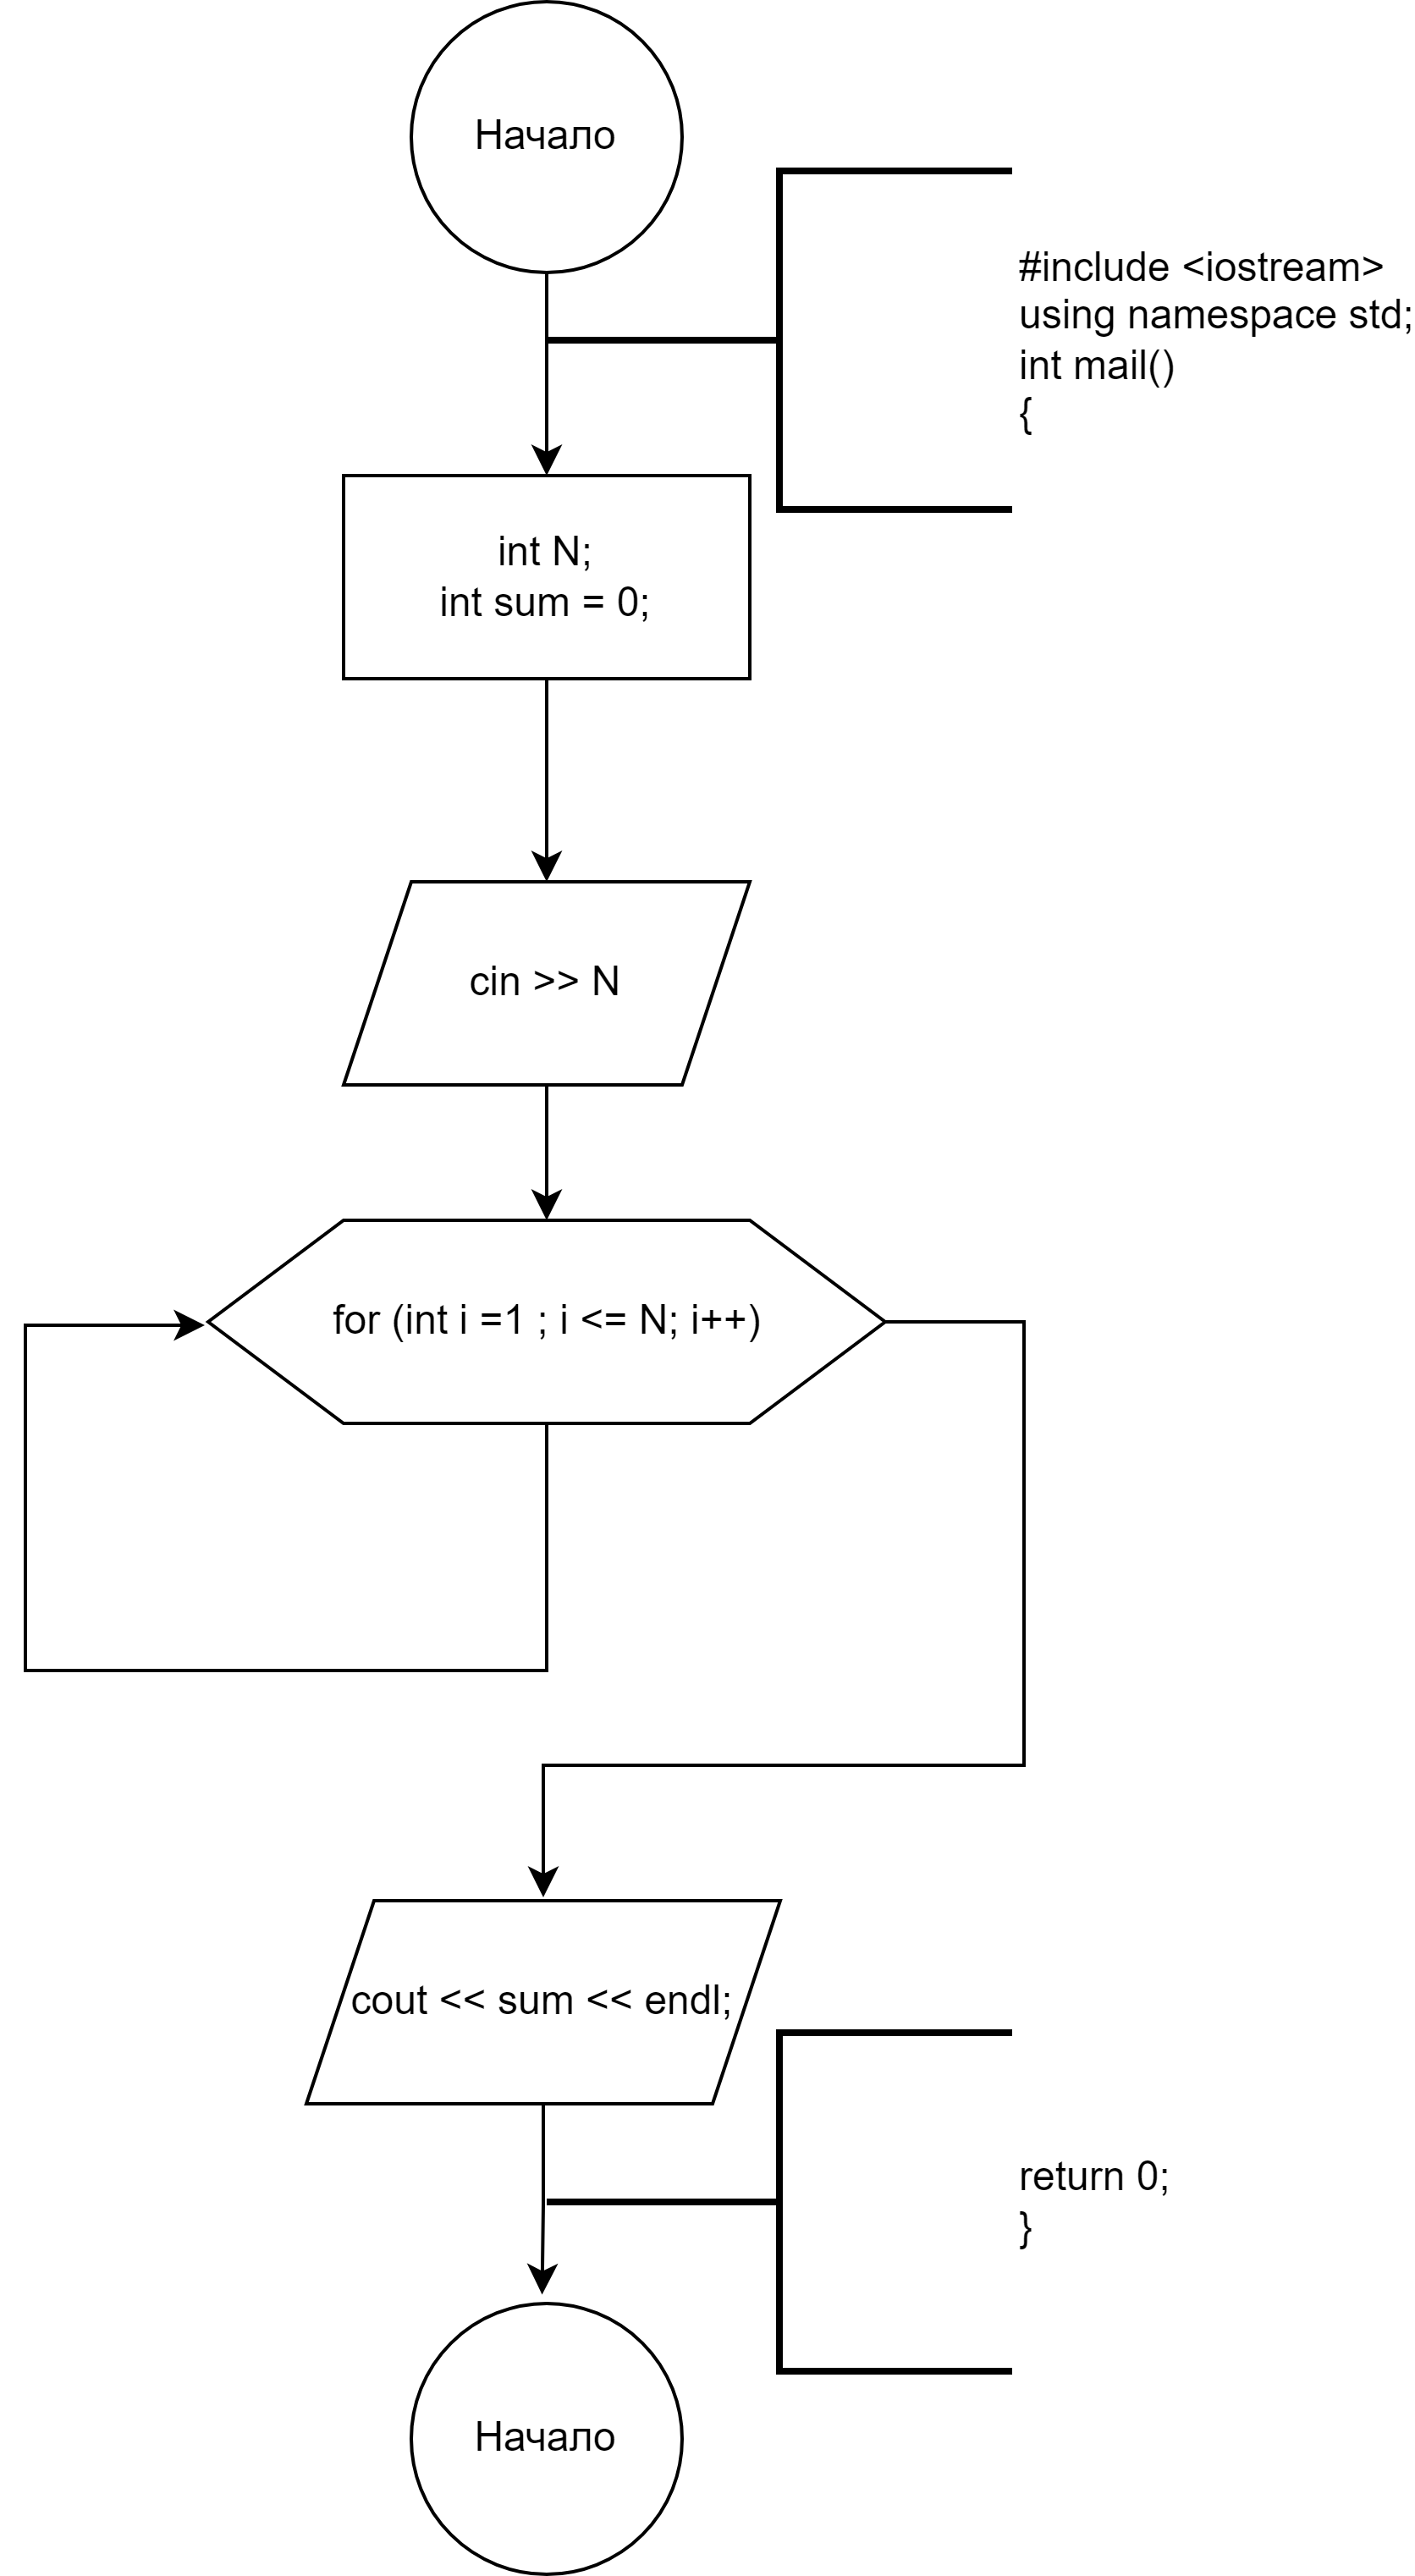 Начало
#include <iostream>
using namespace std;
int mail()
{
int N;
int sum = 0;
cin >> N
for (int i =1 ; i <= N; i++)
cout << sum << endl;
return 0;
}
Начало